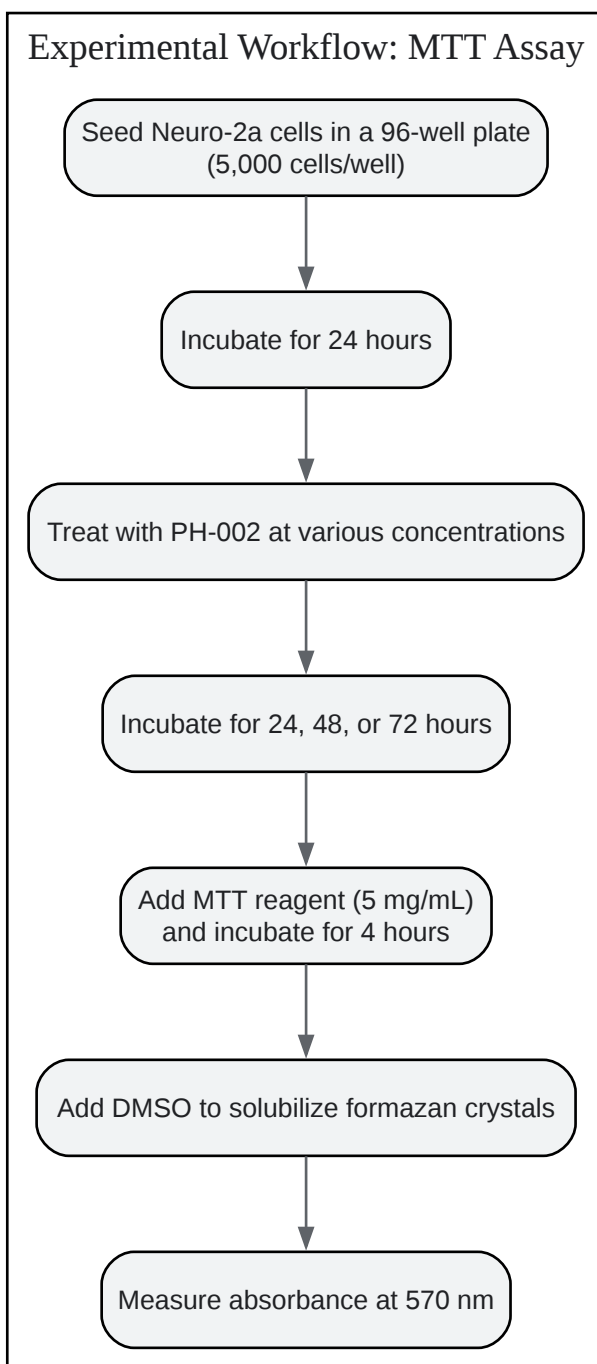 Experimental Workflow: MTT Assay
Seed Neuro-2a cells in a 96-well plate
(5,000 cells/well)
Incubate for 24 hours
Treat with PH-002 at various concentrations
Incubate for 24, 48, or 72 hours
Add MTT reagent (5 mg/mL)
and incubate for 4 hours
Add DMSO to solubilize formazan crystals
Measure absorbance at 570 nm